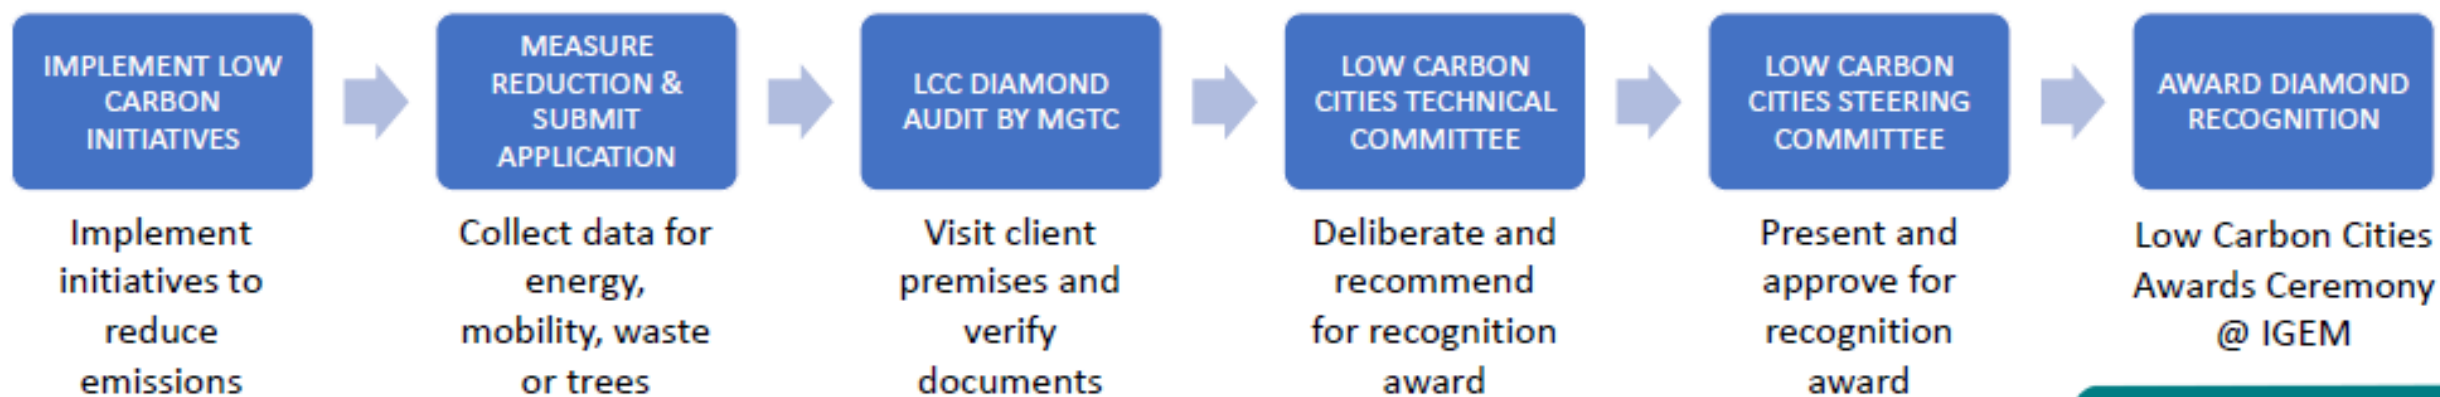 IMPLEMENT LOW
CARBON
INITIATIVES
Implement
initiatives to
reduce
emissions
MEASURE
REDUCTION &
SUBMIT
APPLICATION
Collect data for
energy,
mobility, waste
or trees
LCC DIAMOND
AUDIT BY MGTC
Visit client
premises and
verify
documents
LOW CARBON
CITIES TECHNICAL
COMMITTEE
Deliberate and
recommend
for recognition
award
LOW CARBON
CITIES STEERING
COMMITTEE
Present and
approve for
recognition
award
AWARD DIAMOND
RECOGNITION
Low Carbon Cities
Awards Ceremony
@ IGEM